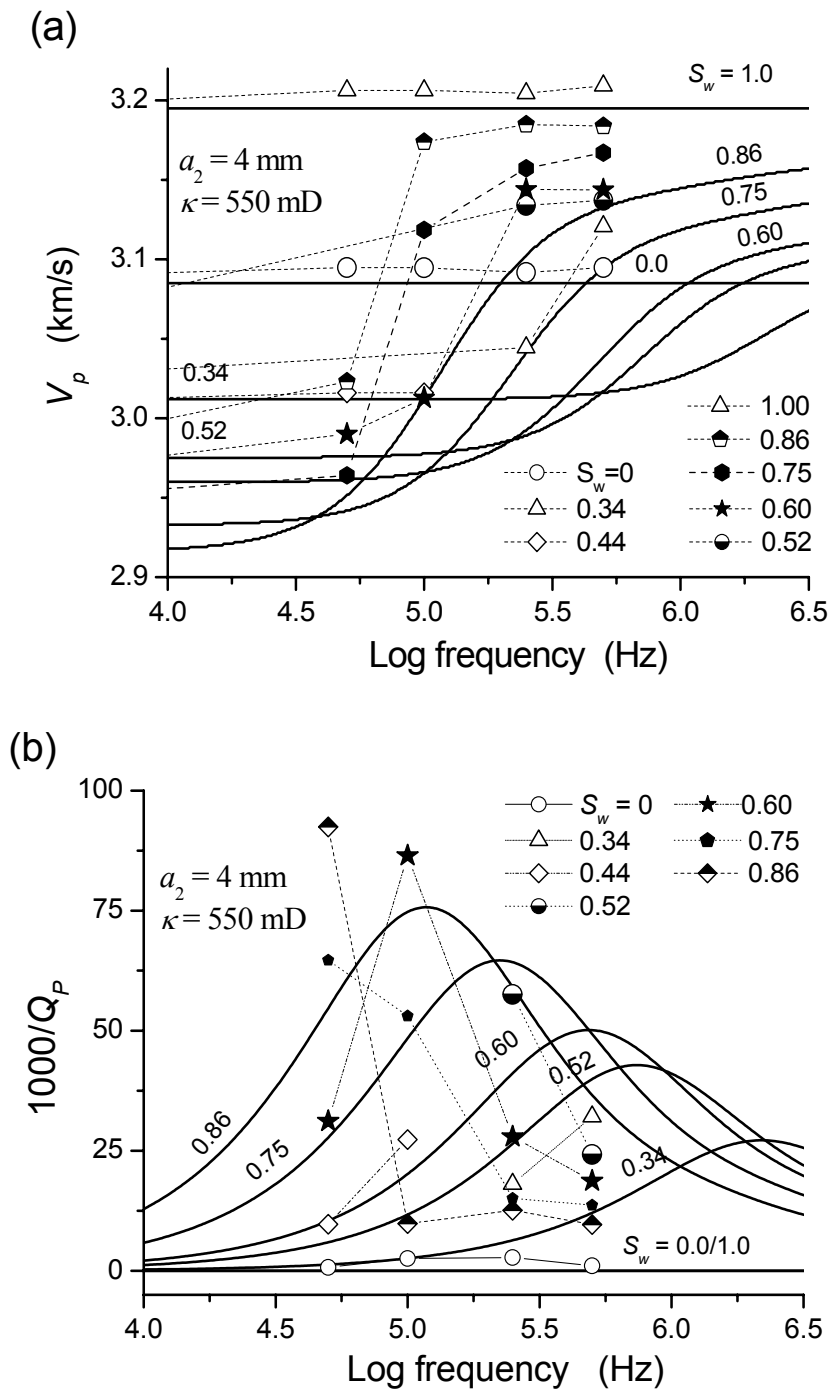 (a)
3.2
3.1
3.0
2.9
V_p (km/s)
a₂ = 4 mm
κ = 550 mD
S_w = 1.0
0.86
0.75
0.60
0.0
0.34
0.52
S_w=0
0.34
0.44
1.00
0.86
0.75
0.60
0.52
4.0 4.5 5.0 5.5 6.0 6.5
Log frequency (Hz)
(b)
100
75
50
25
0
1000/Q_P
a₂ = 4 mm
κ = 550 mD
S_w = 0
0.34
0.44
0.52
0.60
0.75
0.86
0.86
0.75
0.60
0.52
0.34
S_w = 0.0/1.0
4.0 4.5 5.0 5.5 6.0 6.5
Log frequency (Hz)